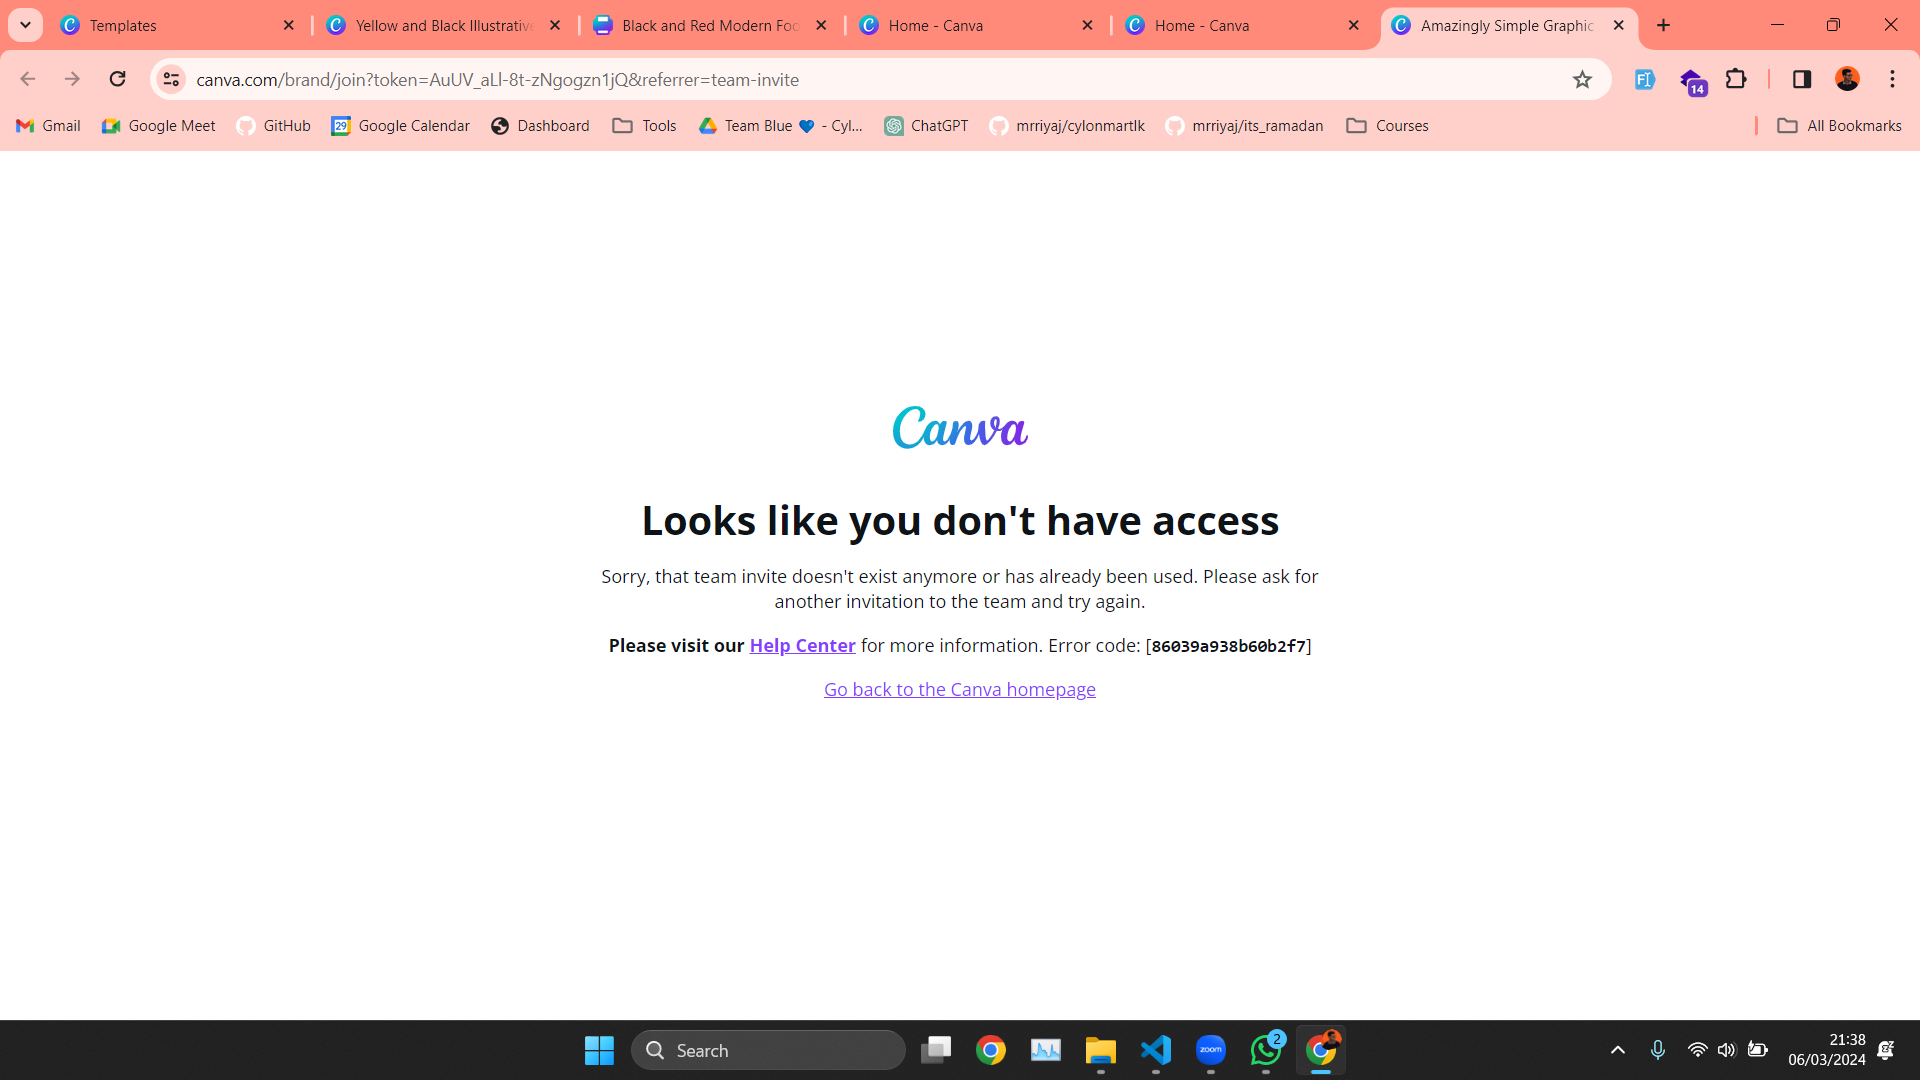 Templates
Yellow and Black Illustrative
Black and Red Modern Foo
Home - Canva
Home - Canva
Amazingly Simple Graphic
canva.com/brand/join?token=AuUV_aLl-8t-zNgogzn1jQ&referrer=team-invite
14
Gmail
Google Meet
GitHub
29
Google Calendar
Dashboard
Tools
Team Blue 💙 - Cyl...
ChatGPT
mrriyaj/cylonmartlk
mrriyaj/its_ramadan
Courses
All Bookmarks
Canva
Looks like you don't have access
Sorry, that team invite doesn't exist anymore or has already been used. Please ask for
another invitation to the team and try again.
Please visit our Help Center for more information. Error code: [86039a938b60b2f7]
Go back to the Canva homepage
Search
zoom
2
21:38
06/03/2024